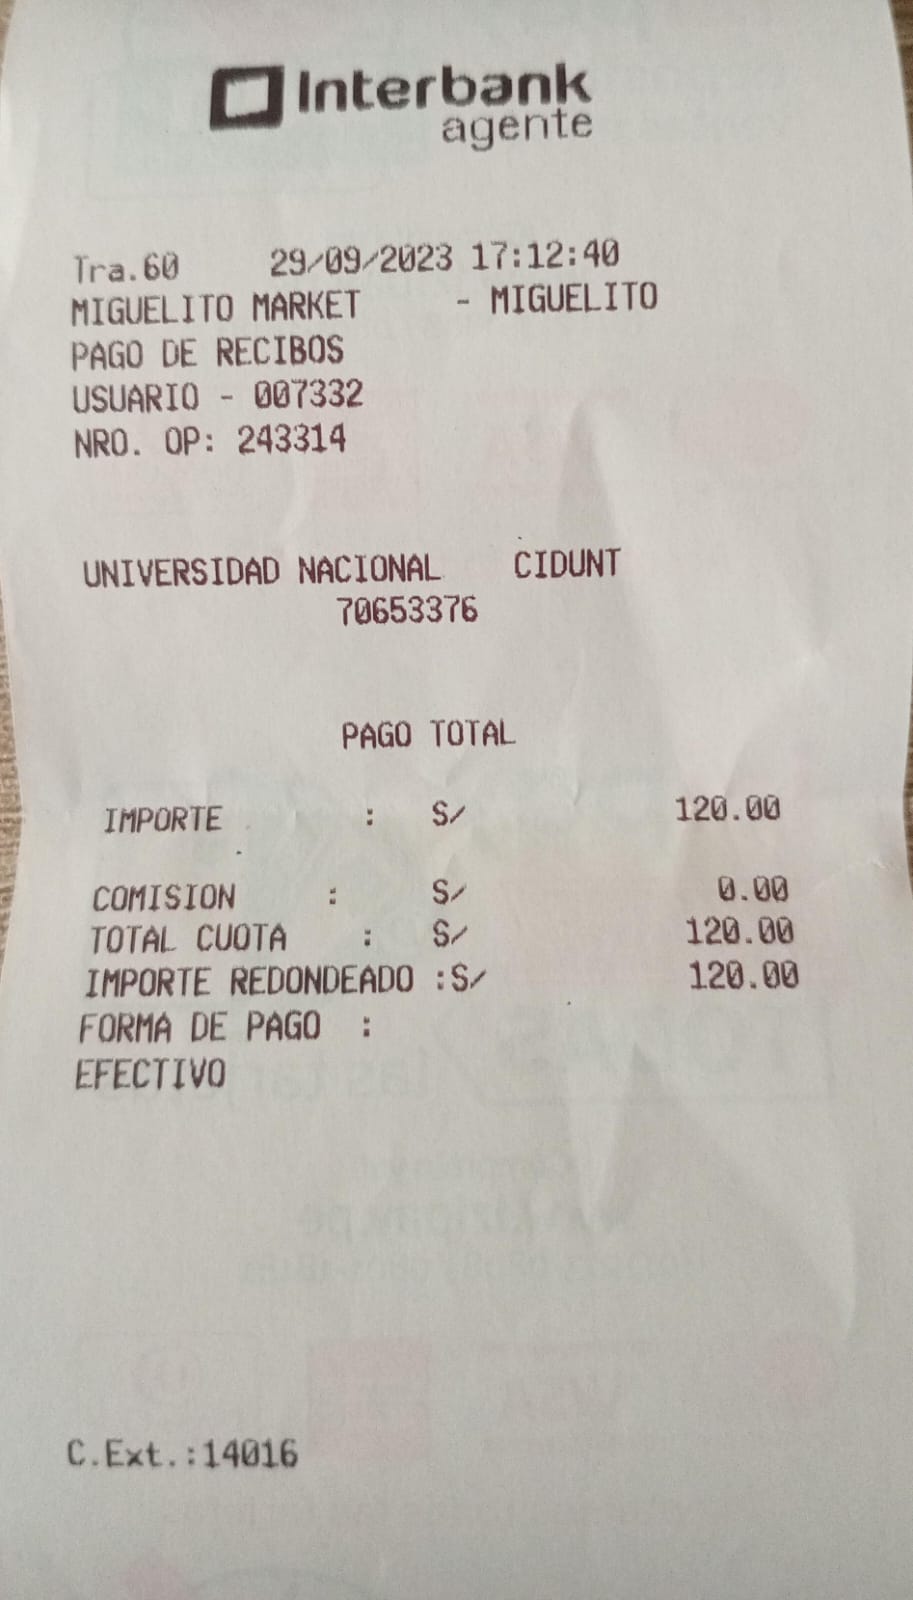 Interbank
agente
Tra.60 29/09/2023 17:12:40
MIGUELITO MARKET - MIGUELITO
PAGO DE RECIBOS
USUARIO - 007332
NRO. OP: 243314
UNIVERSIDAD NACIONAL CIDUNT
70653376
PAGO TOTAL
IMPORTE : S/ 120.00
COMISION : S/ 0.00
TOTAL CUOTA : S/ 120.00
IMPORTE REDONDEADO :S/ 120.00
FORMA DE PAGO :
EFECTIVO
C.Ext.:14016